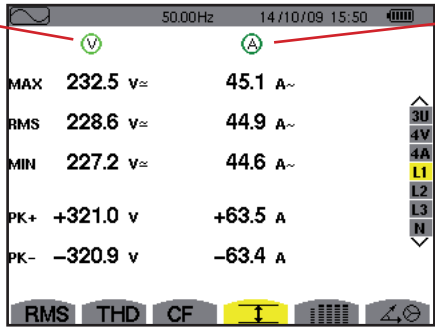 50.00Hz 14/10/09 15:50
V A
MAX 232.5 V≃ 45.1 A~
RMS 228.6 V≃ 44.9 A~
MIN 227.2 V≃ 44.6 A~
PK+ +321.0 V +63.5 A
PK- -320.9 V -63.4 A
3U
4V
4A
L1
L2
L3
N
RMS THD CF